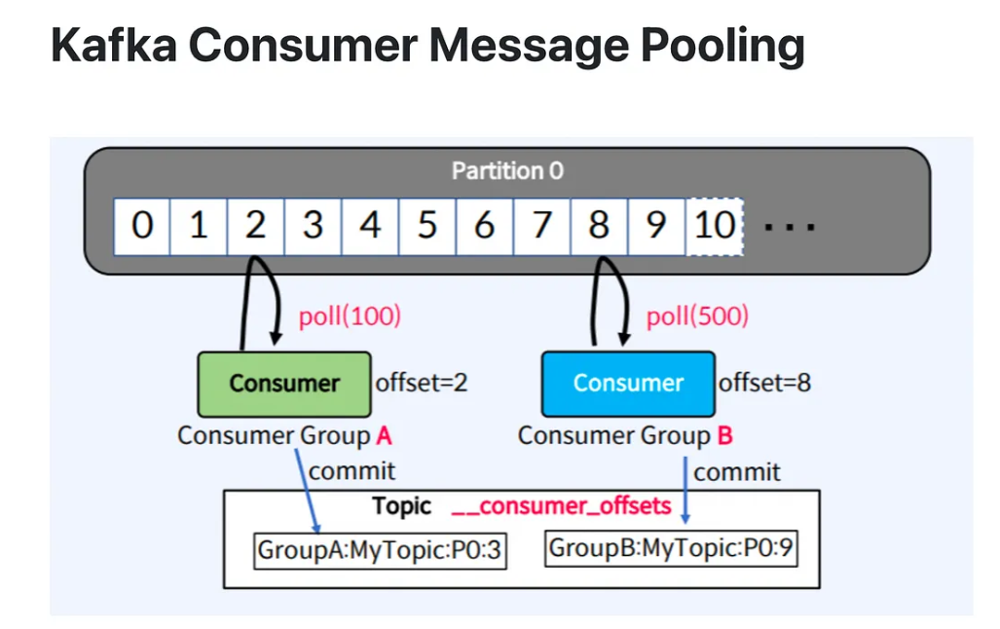 Kafka Consumer Message Pooling
Partition 0
0 1 2 3 4 5 6 7 8 9 10 ...
poll(100) poll(500)
Consumer offset=2 Consumer offset=8
Consumer Group A Consumer Group B
commit commit
Topic __consumer_offsets
GroupA:MyTopic:P0:3 GroupB:MyTopic:P0:9